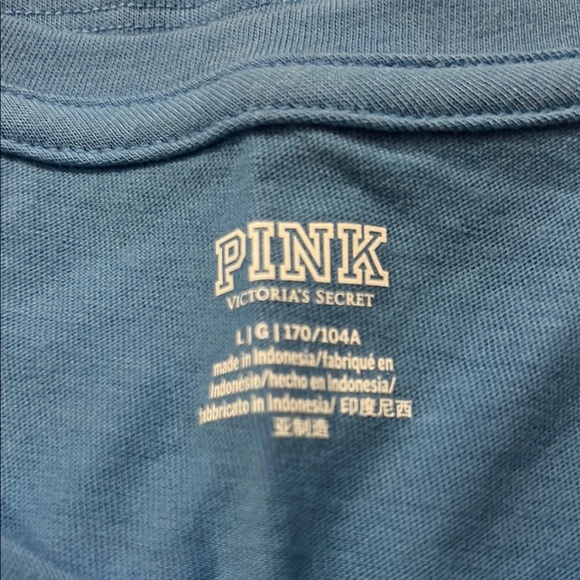 PINK
VICTORIA'S SECRET
L | G | 170/104A
made in Indonesia/fabriqué en
Indonésie/hecho en Indonesia/
fabbricato in Indonesia/ 印度尼西
亚制造